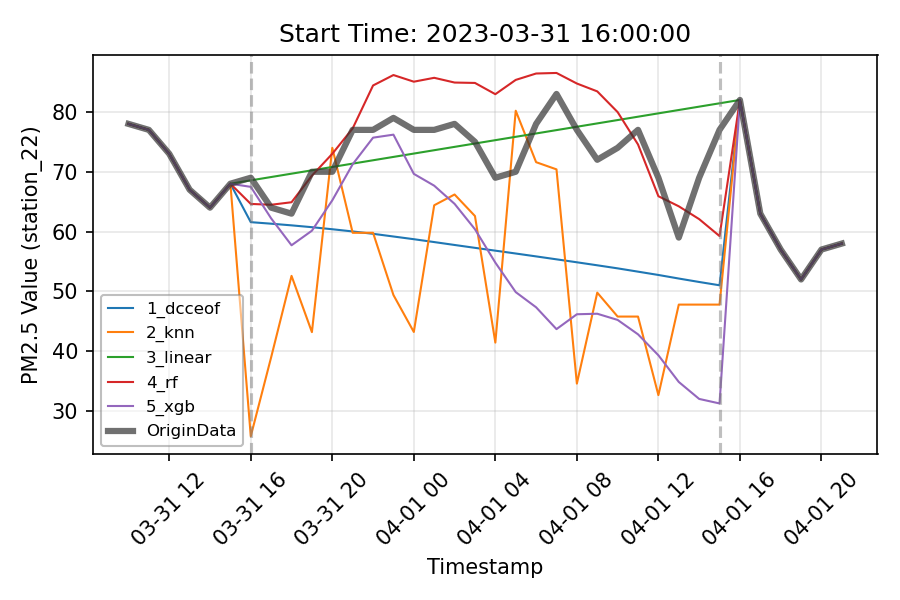 Start Time: 2023-03-31 16:00:00
PM2.5 Value (station_22)
80
70
60
50
40
30
1_dcceof
2_knn
3_linear
4_rf
5_xgb
OriginData
03-31 12
03-31 16
03-31 20
04-01 00
04-01 04
04-01 08
04-01 12
04-01 16
04-01 20
Timestamp